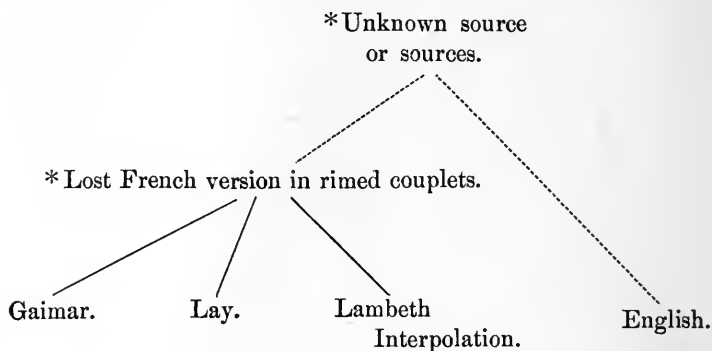 *Unknown source
or sources.
*Lost French version in rimed couplets.
Gaimar. Lay. Lambeth English.
Interpolation.